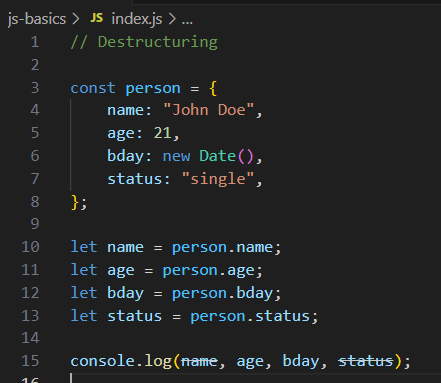 js-basics > JS index.js > ...
1 // Destructuring
2
3 const person = {
4     name: "John Doe",
5     age: 21,
6     bday: new Date(),
7     status: "single",
8 };
9
10 let name = person.name;
11 let age = person.age;
12 let bday = person.bday;
13 let status = person.status;
14
15 console.log(name, age, bday, status);
16